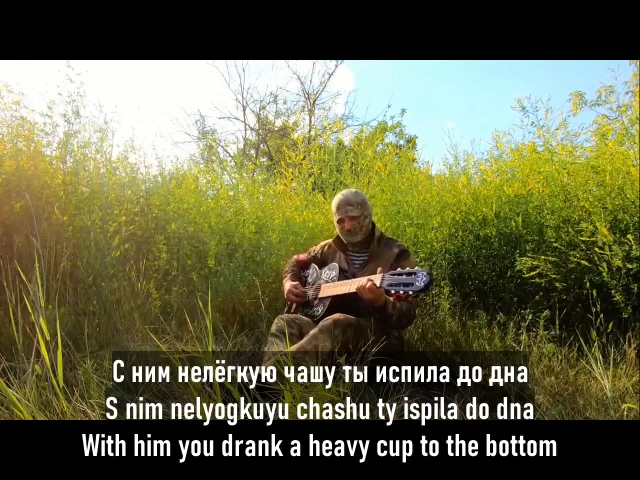 С ним нелёгкую чашу ты испила до дна
S nim nelyogkuyu chashu ty ispila do dna
With him you drank a heavy cup to the bottom